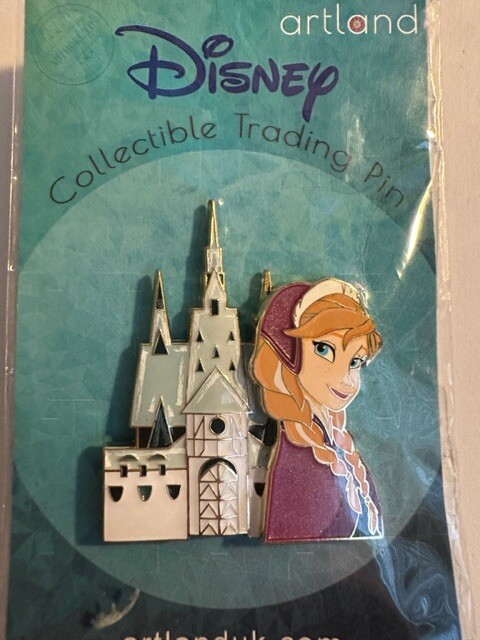 artland
Disney
Collectible Trading Pin
artlanduk.com